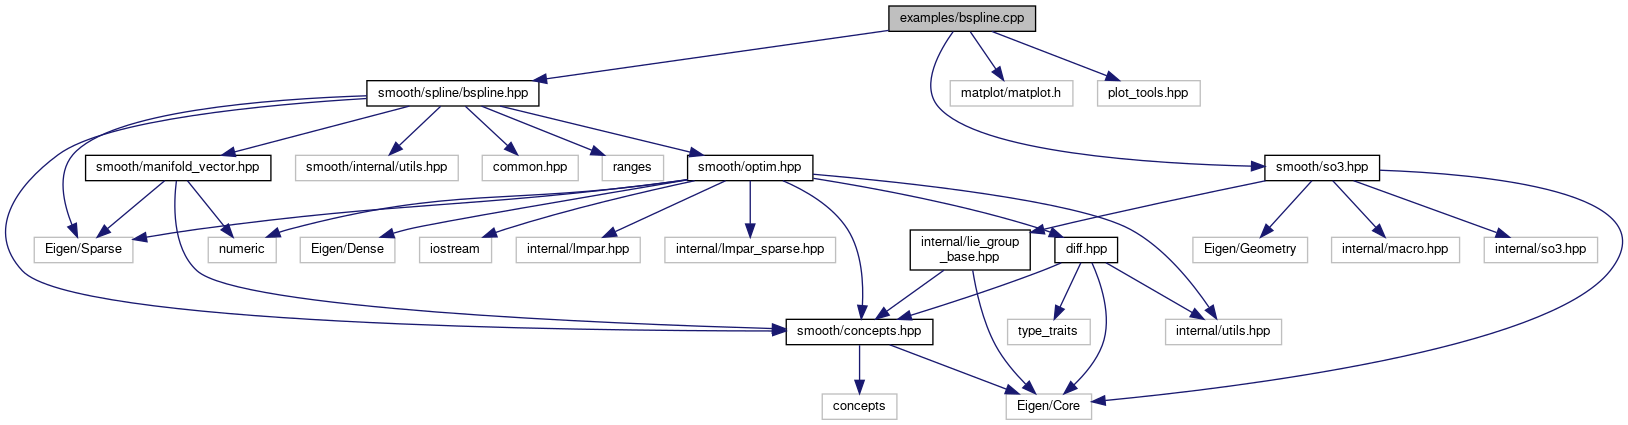 examples/bspline.cpp
smooth/spline/bspline.hpp
matplot/matplot.h
plot_tools.hpp
smooth/manifold_vector.hpp
smooth/internal/utils.hpp
common.hpp
ranges
smooth/optim.hpp
smooth/so3.hpp
Eigen/Sparse
numeric
Eigen/Dense
iostream
internal/lmpar.hpp
internal/lmpar_sparse.hpp
internal/lie_group
_base.hpp
diff.hpp
Eigen/Geometry
internal/macro.hpp
internal/so3.hpp
smooth/concepts.hpp
type_traits
internal/utils.hpp
concepts
Eigen/Core